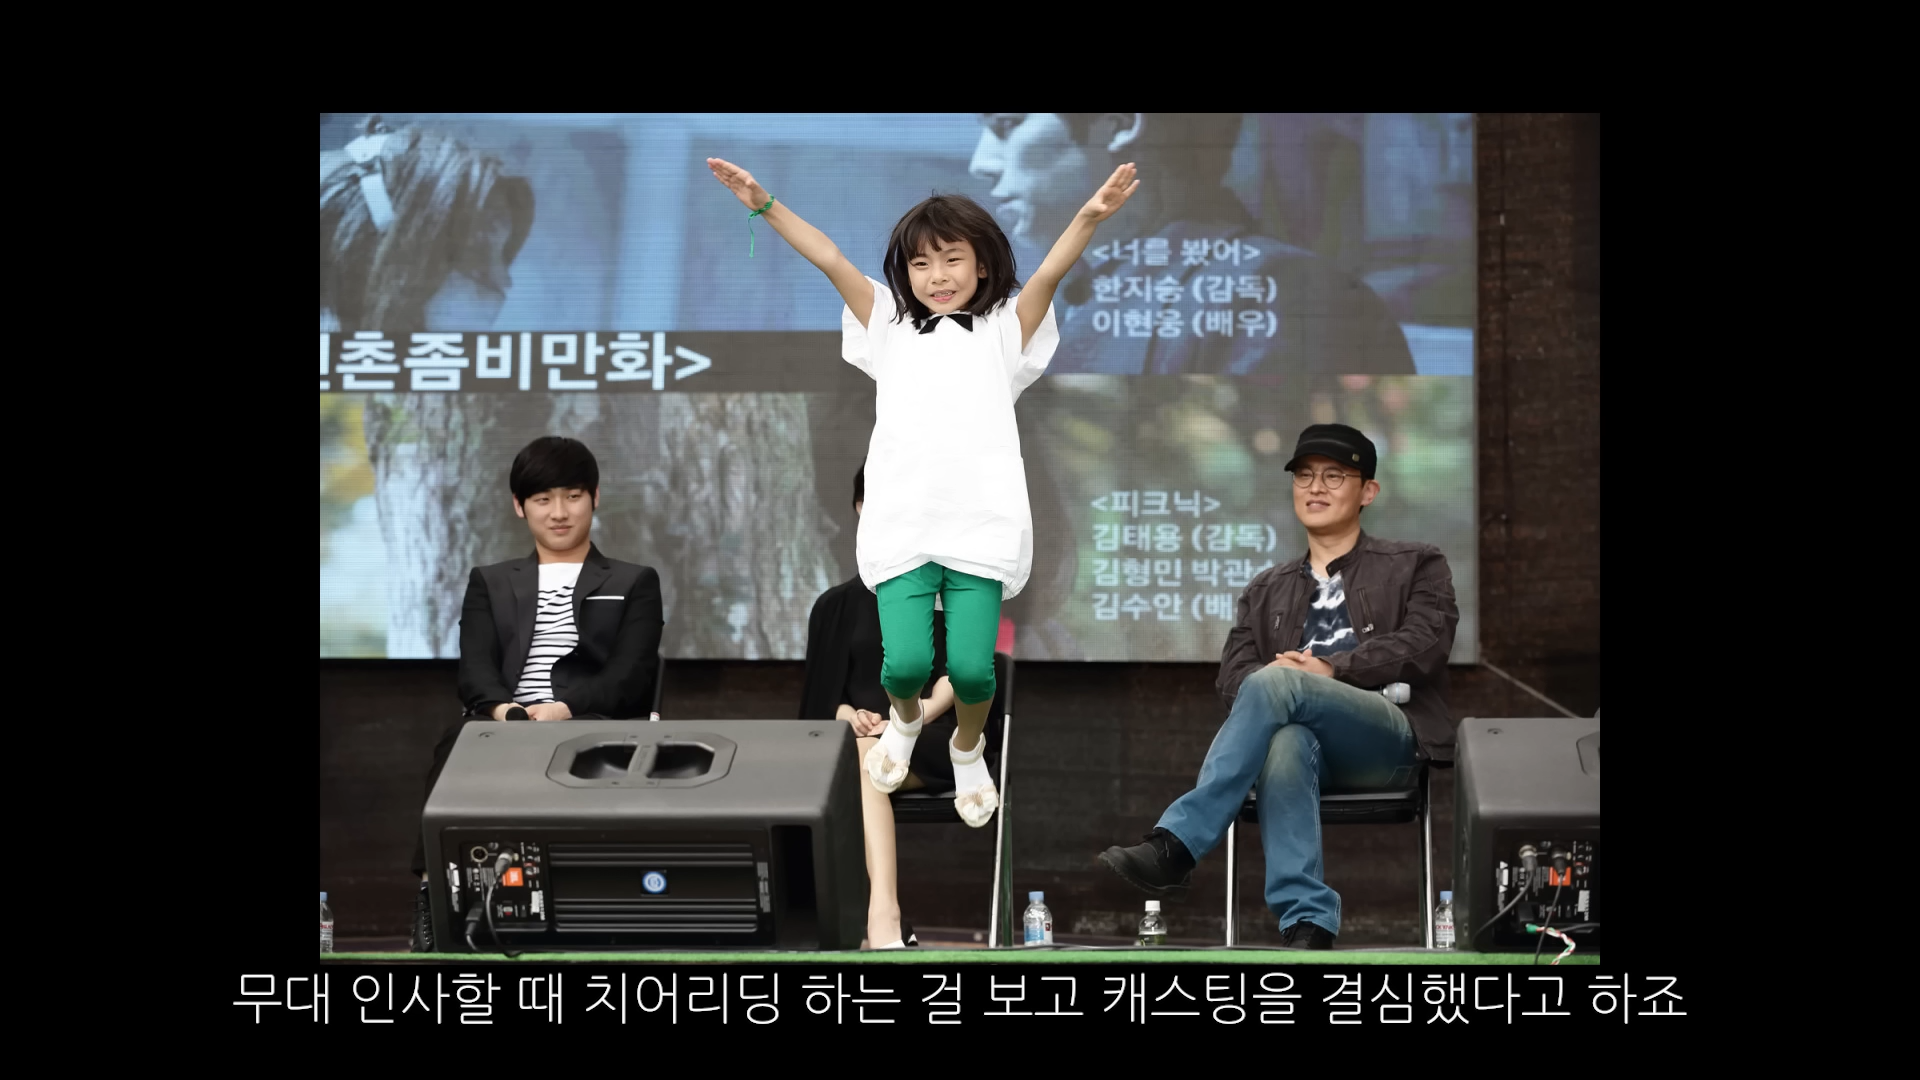 <너를 봤어>
한지승 (감독)
이현웅 (배우)
촌좀비만화>
<피크닉>
김태용 (감독)
김형민 박관
김수안 (배
무대 인사할 때 치어리딩 하는 걸 보고 캐스팅을 결심했다고 하죠